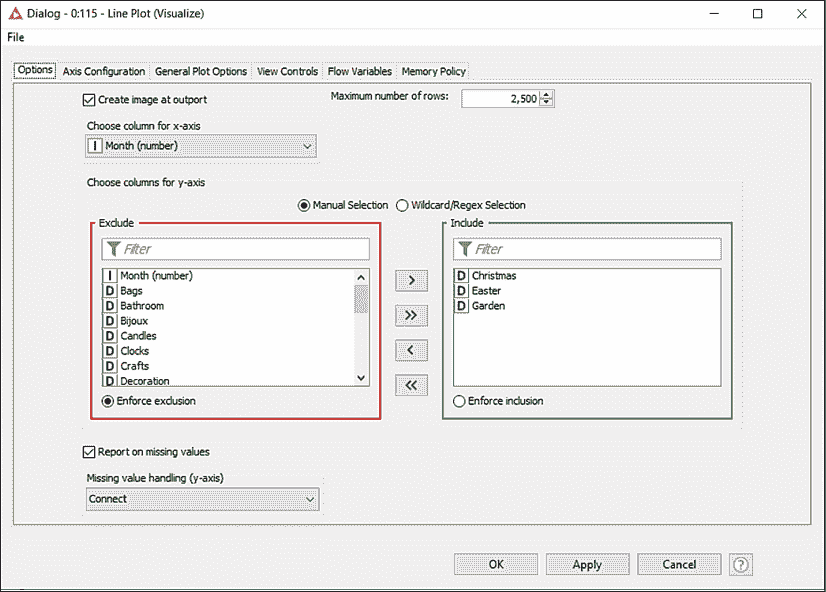 Dialog - 0:115 - Line Plot (Visualize)
File
Options Axis Configuration General Plot Options View Controls Flow Variables Memory Policy
Create image at outport Maximum number of rows: 2,500
Choose column for x-axis
I Month (number)
Choose columns for y-axis
Manual Selection Wildcard/Regex Selection
Exclude
Filter
I Month (number)
D Bags
D Bathroom
D Bijoux
D Candles
D Clocks
D Crafts
D Decoration
Enforce exclusion
>
>>
<
<<
Include
Filter
D Christmas
D Easter
D Garden
Enforce inclusion
Report on missing values
Missing value handling (y-axis)
Connect
OK Apply Cancel ?